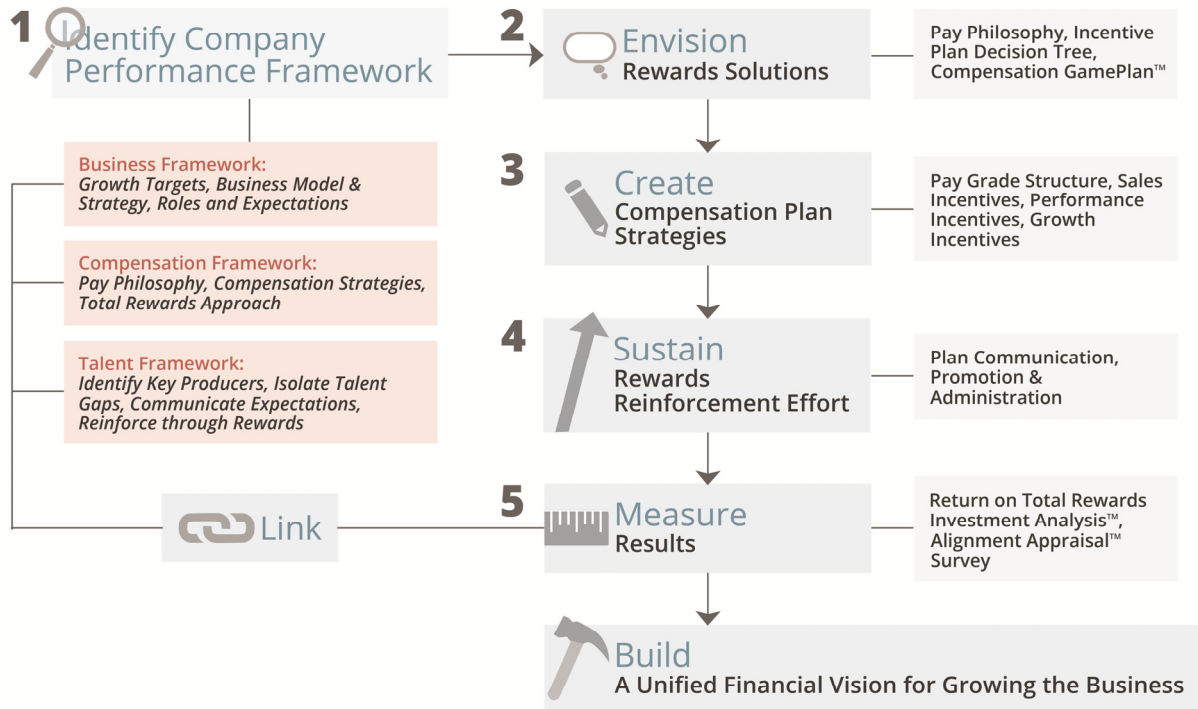 1
Identify Company
Performance Framework
Business Framework:
Growth Targets, Business Model &
Strategy, Roles and Expectations
Compensation Framework:
Pay Philosophy, Compensation Strategies,
Total Rewards Approach
Talent Framework:
Identify Key Producers, Isolate Talent
Gaps, Communicate Expectations,
Reinforce through Rewards
Link
2
Envision
Rewards Solutions
Pay Philosophy, Incentive
Plan Decision Tree,
Compensation GamePlan™
3
Create
Compensation Plan
Strategies
Pay Grade Structure, Sales
Incentives, Performance
Incentives, Growth
Incentives
4
Sustain
Rewards
Reinforcement Effort
Plan Communication,
Promotion &
Administration
5
Measure
Results
Return on Total Rewards
Investment Analysis™,
Alignment Appraisal™
Survey
Build
A Unified Financial Vision for Growing the Business